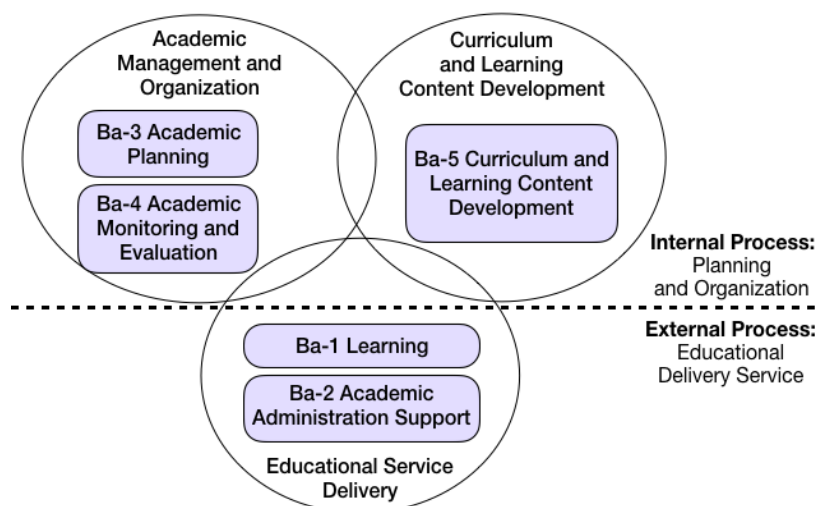 Academic
Management and
Organization
Curriculum
and Learning
Content Development
Ba-3 Academic
Planning
Ba-4 Academic
Monitoring and
Evaluation
Ba-5 Curriculum and
Learning Content
Development
Internal Process:
Planning
and Organization
External Process:
Educational
Delivery Service
Ba-1 Learning
Ba-2 Academic
Administration Support
Educational Service
Delivery